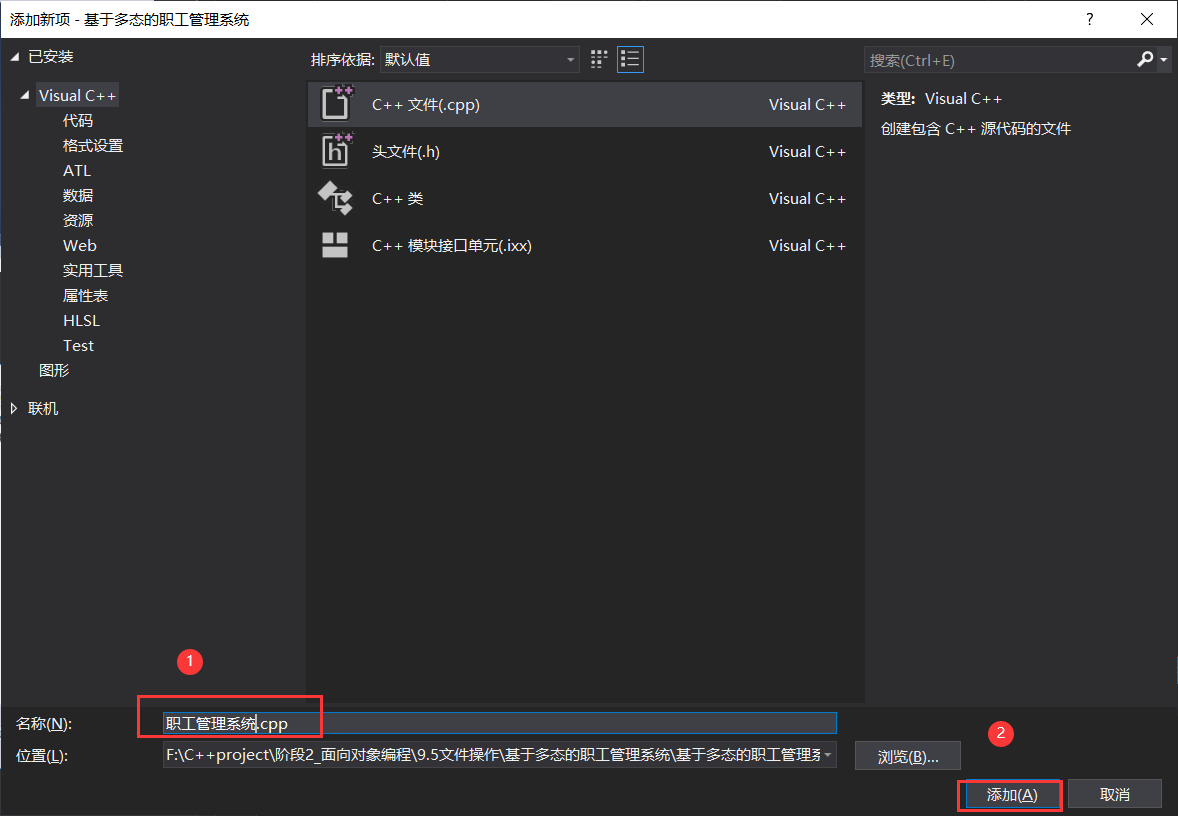 添加新项 - 基于多态的职工管理系统
?
已安装
排序依据: 默认值
搜索(Ctrl+E)
Visual C++
代码
格式设置
ATL
数据
资源
Web
实用工具
属性表
HLSL
Test
图形
联机
C++ 文件(.cpp) Visual C++
头文件(.h) Visual C++
C++ 类 Visual C++
C++ 模块接口单元(.ixx) Visual C++
类型: Visual C++
创建包含 C++ 源代码的文件
1
名称(N): 职工管理系统.cpp
位置(L): F:\C++project\阶段2_面向对象编程\9.5文件操作\基于多态的职工管理系统\基于多态的职工管理系
浏览(B)...
2
添加(A)
取消